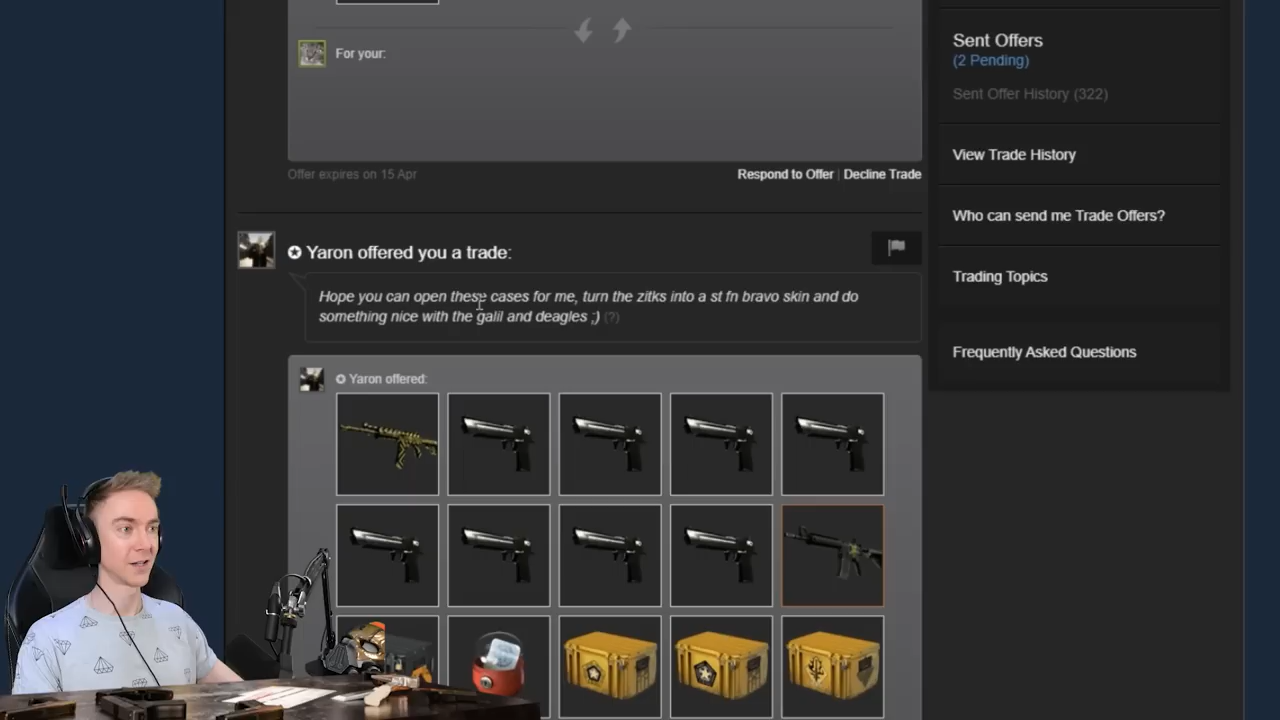 For your:
Offer expires on 15 Apr
Respond to Offer | Decline Trade
Yaron offered you a trade:
Hope you can open these cases for me, turn the zitks into a st fn bravo skin and do
something nice with the galil and deagles ;) (?)
Yaron offered:
Sent Offers
(2 Pending)
Sent Offer History (322)
View Trade History
Who can send me Trade Offers?
Trading Topics
Frequently Asked Questions